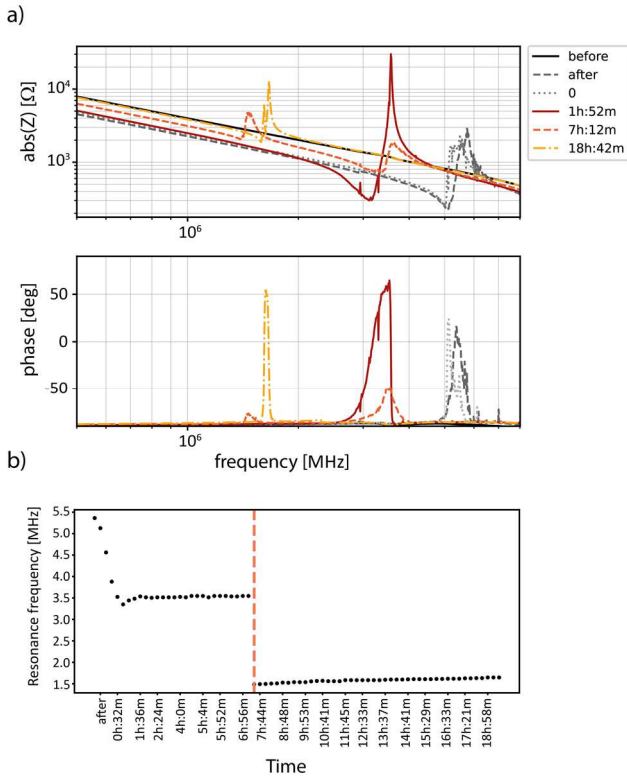 a)
abs(Z) [Ω]
10⁴
10³
10⁶
before
after
0
1h:52m
7h:12m
18h:42m
phase [deg]
50
0
-50
10⁶
frequency [MHz]
b)
Resonance frequency [MHz]
5.5
5.0
4.5
4.0
3.5
3.0
2.5
2.0
1.5
after
0h:32m
1h:36m
2h:24m
4h:0m
5h:4m
5h:52m
6h:56m
7h:44m
8h:48m
9h:53m
10h:41m
11h:45m
12h:33m
13h:37m
14h:41m
15h:29m
16h:33m
17h:21m
18h:58m
Time